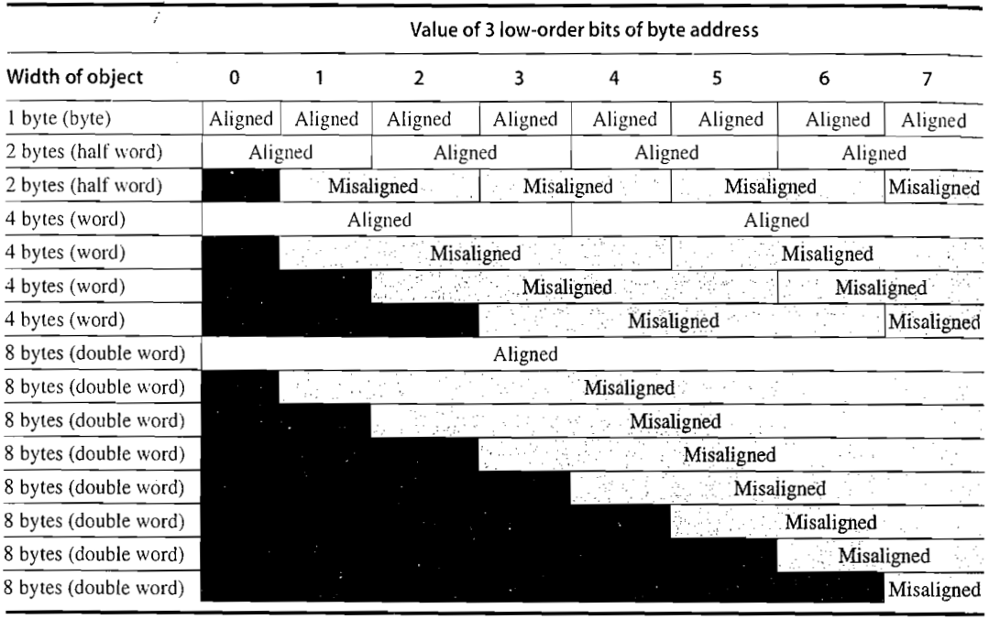 Value of 3 low-order bits of byte address
Width of object 0 1 2 3 4 5 6 7
1 byte (byte) Aligned Aligned Aligned Aligned Aligned Aligned Aligned Aligned
2 bytes (half word) Aligned Aligned Aligned Aligned
2 bytes (half word) Misaligned Misaligned Misaligned Misaligned
4 bytes (word) Aligned Aligned
4 bytes (word) Misaligned Misaligned
4 bytes (word) Misaligned Misaligned
4 bytes (word) Misaligned Misaligned
8 bytes (double word) Aligned
8 bytes (double word) Misaligned
8 bytes (double word) Misaligned
8 bytes (double word) Misaligned
8 bytes (double word) Misaligned
8 bytes (double word) Misaligned
8 bytes (double word) Misaligned
8 bytes (double word) Misaligned